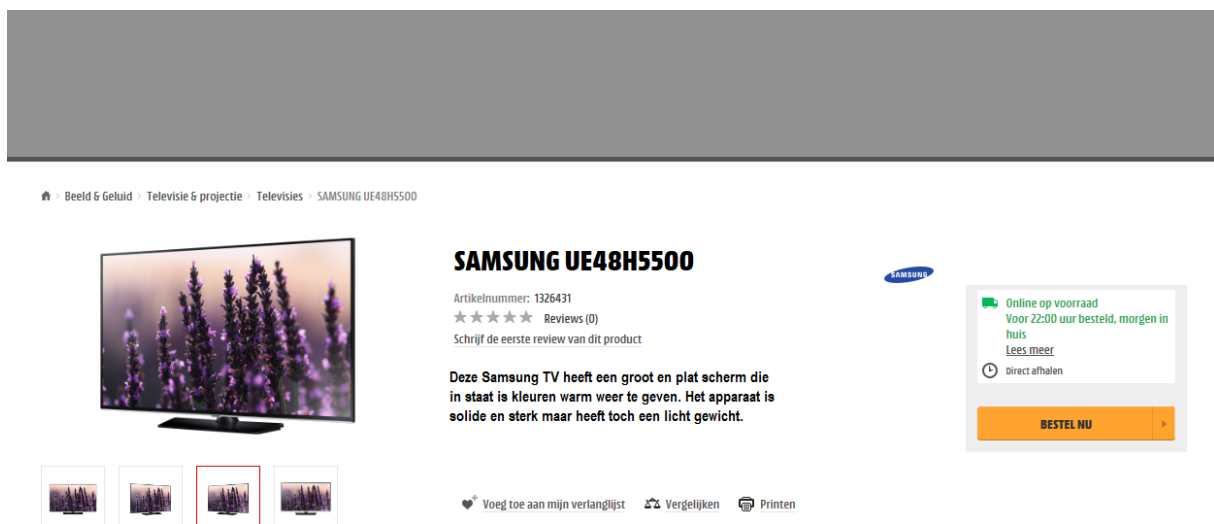 Beeld & Geluid > Televisie & projectie > Televisies > SAMSUNG UE48H5500
SAMSUNG UE48H5500
SAMSUNG
Artikelnummer: 1326431
Reviews (0)
Schrijf de eerste review van dit product
Deze Samsung TV heeft een groot en plat scherm die
in staat is kleuren warm weer te geven. Het apparaat is
solide en sterk maar heeft toch een licht gewicht.
Voeg toe aan mijn verlanglijst Vergelijken Printen
Online op voorraad
Voor 22:00 uur besteld, morgen in
huis
Lees meer
Direct afhalen
BESTEL NU